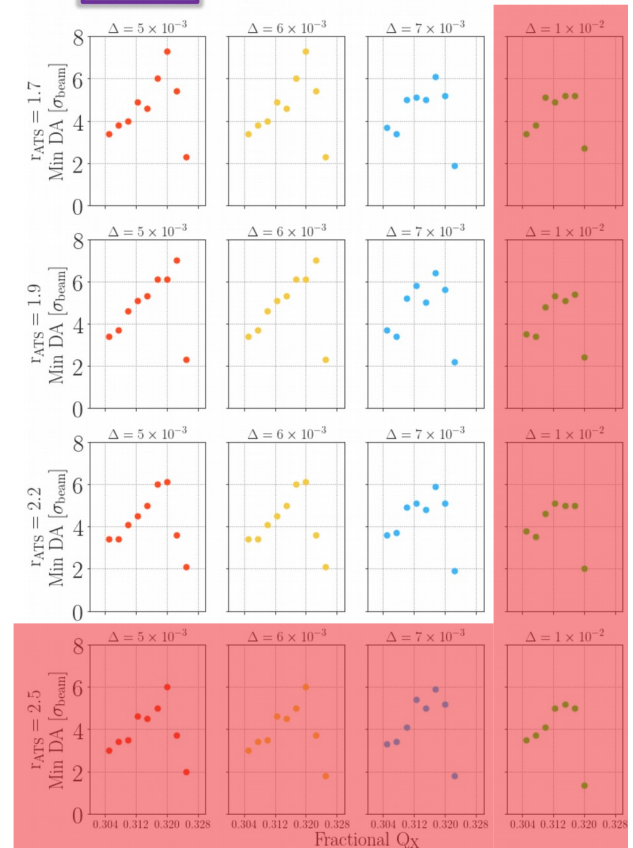 Δ = 5 × 10⁻³ Δ = 6 × 10⁻³ Δ = 7 × 10⁻³ Δ = 1 × 10⁻²
r_ATS = 1.7
Min DA [σ_beam]
8
6
4
2
0
Δ = 5 × 10⁻³ Δ = 6 × 10⁻³ Δ = 7 × 10⁻³ Δ = 1 × 10⁻²
r_ATS = 1.9
Min DA [σ_beam]
8
6
4
2
0
Δ = 5 × 10⁻³ Δ = 6 × 10⁻³ Δ = 7 × 10⁻³ Δ = 1 × 10⁻²
r_ATS = 2.2
Min DA [σ_beam]
8
6
4
2
0
Δ = 5 × 10⁻³ Δ = 6 × 10⁻³ Δ = 7 × 10⁻³ Δ = 1 × 10⁻²
r_ATS = 2.5
Min DA [σ_beam]
8
6
4
2
0
0.304 0.312 0.320 0.328 0.304 0.312 0.320 0.328 0.304 0.312 0.320 0.328 0.304 0.312 0.320 0.328
Fractional Q_X